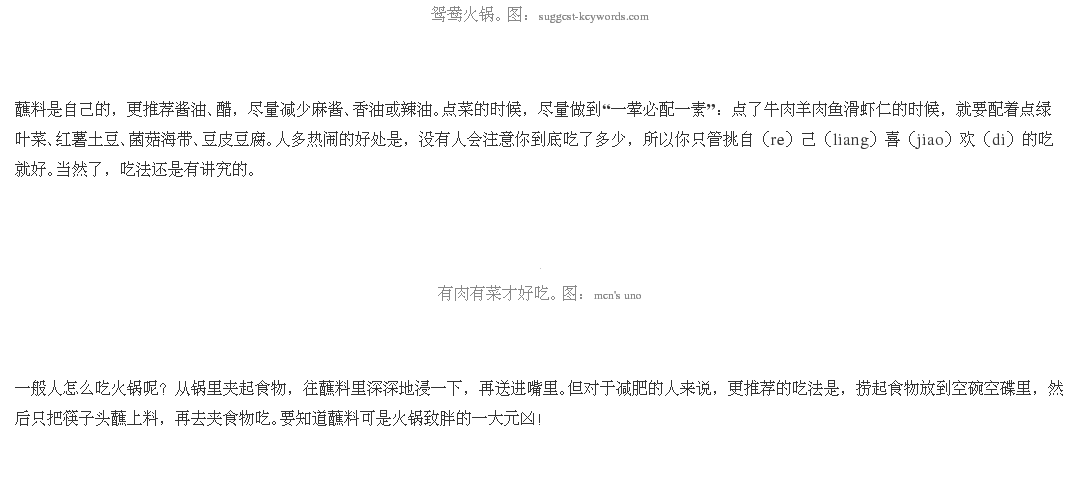 鸳鸯火锅。图：suggest-keywords.com
蘸料是自己的，更推荐酱油、醋，尽量减少麻酱、香油或辣油。点菜的时候，尽量做到“一荤必配一素”：点了牛肉羊肉鱼滑虾仁的时候，就要配着点绿
叶菜、红薯土豆、菌菇海带、豆皮豆腐。人多热闹的好处是，没有人会注意你到底吃了多少，所以你只管挑自（re）己（liang）喜（jiao）欢（di）的吃
就好。当然了，吃法还是有讲究的。
有肉有菜才好吃。图：men's uno
一般人怎么吃火锅呢？从锅里夹起食物，往蘸料里深深地浸一下，再送进嘴里。但对于减肥的人来说，更推荐的吃法是，捞起食物放到空碗空碟里，然
后只把筷子头蘸上料，再去夹食物吃。要知道蘸料可是火锅致胖的一大元凶！